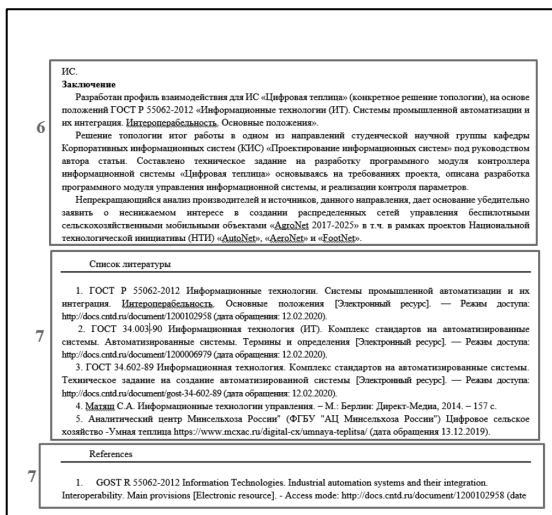 ИС.
Заключение
Разработан профиль взаимодействия для ИС «Цифровая теплица» (конкретное решение топологии), на основе
положений ГОСТ Р 55062-2012 «Информационные технологии (ИТ). Системы промышленной автоматизации и
их интеграция. Интероперабельность. Основные положения».
6
Решение топологии итог работы в одном из направлений студенческой научной группы кафедры
Корпоративных информационных систем (КИС) «Проектирование информационных систем» под руководством
автора статьи. Составлено техническое задание на разработку программного модуля контроллера
информационной системы «Цифровая теплица» основываясь на требованиях проекта, описана разработка
программного модуля управления информационной системы, и реализации контроля параметров.
Непрекращающийся анализ производителей и источников, данного направления, дает основание убедительно
заявить о неснижаемом интересе в создании распределенных сетей управления беспилотными
сельскохозяйственными мобильными объектами «AgroNet 2017-2025» в т.ч. в рамках проектов Национальной
технологической инициативы (НТИ) «AutoNet», «AeroNet» и «FootNet».
Список литературы
1. ГОСТ Р 55062-2012 Информационные технологии. Системы промышленной автоматизации и их
интеграция. Интероперабельность. Основные положения [Электронный ресурс]. — Режим доступа:
http://docs.cntd.ru/document/1200102958 (дата обращения: 12.02.2020).
7
2. ГОСТ 34.003-90 Информационная технология (ИТ). Комплекс стандартов на автоматизированные
системы. Автоматизированные системы. Термины и определения [Электронный ресурс]. — Режим доступа:
http://docs.cntd.ru/document/1200006979 (дата обращения: 12.02.2020).
3. ГОСТ 34.602-89 Информационная технология. Комплекс стандартов на автоматизированные системы.
Техническое задание на создание автоматизированной системы [Электронный ресурс]. — Режим доступа:
http://docs.cntd.ru/document/gost-34-602-89 (дата обращения: 12.02.2020).
4. Матяш С.А. Информационные технологии управления. – М.: Берлин: Директ-Медиа, 2014. – 157 с.
5. Аналитический центр Минсельхоза России" (ФГБУ "АЦ Минсельхоза России") Цифровое сельское
хозяйство -Умная теплица https://www.mcxac.ru/digital-cx/umnaya-teplitsa/ (дата обращения 13.12.2019).
References
7
1. GOST R 55062-2012 Information Technologies. Industrial automation systems and their integration.
Interoperability. Main provisions [Electronic resource]. - Access mode: http://docs.cntd.ru/document/1200102958 (date